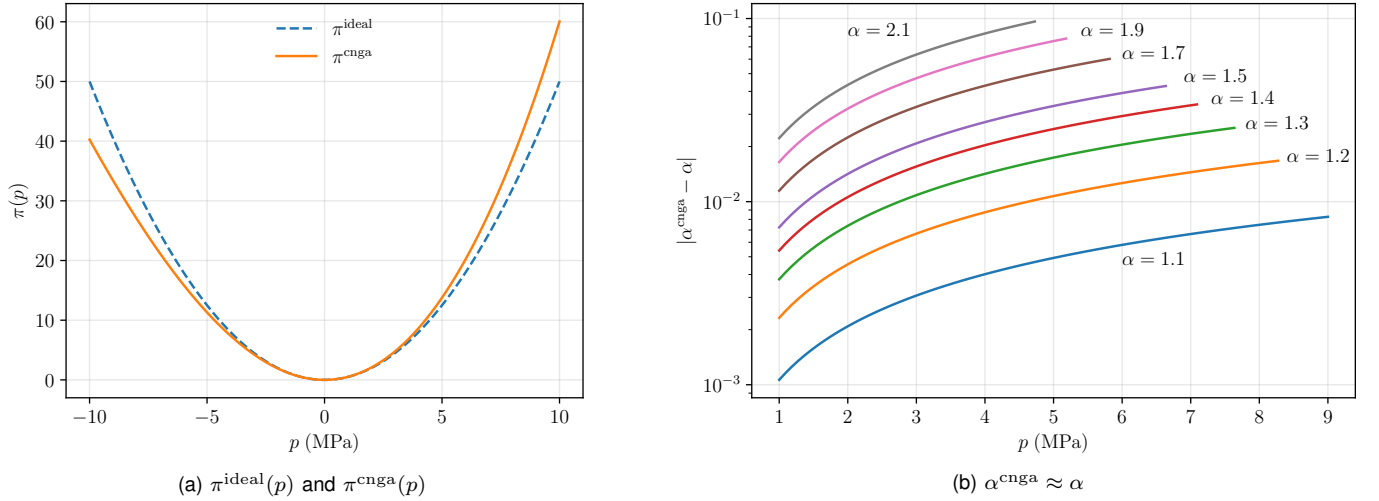 60
50
40
30
20
10
0
π(p)
π^ideal
π^cnga
−10
−5
0
5
10
p (MPa)
(a) π^ideal(p) and π^cnga(p)
10^−1
10^−2
10^−3
|α^cnga − α|
α = 2.1
α = 1.9
α = 1.7
α = 1.5
α = 1.4
α = 1.3
α = 1.2
α = 1.1
1
2
3
4
5
6
7
8
9
p (MPa)
(b) α^cnga ≈ α